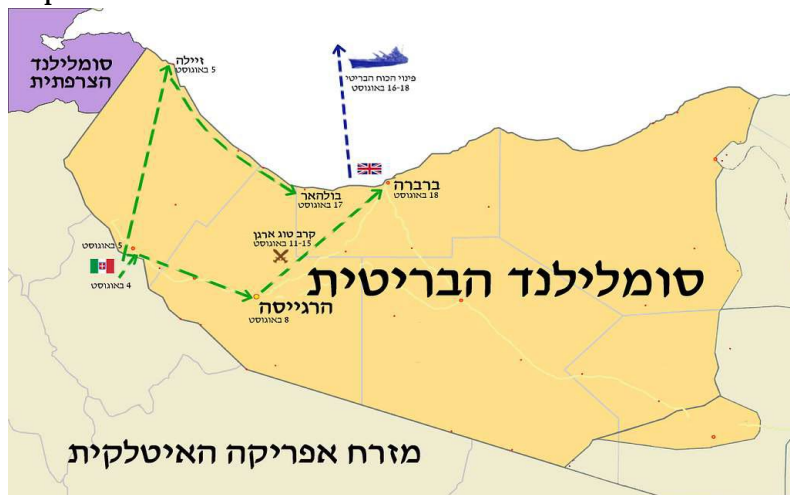 סומלילנד
הצרפתית
זיילה
5 באוגוסט
פינוי הכוח הבריטי
16-18 באוגוסט
ברברה
18 באוגוסט
בולהאר
17 באוגוסט
קרב טוג ארגן
11-15 באוגוסט
5 באוגוסט
4 באוגוסט
סומלילנד הבריטית
הרגייסה
8 באוגוסט
מזרח אפריקה האיטלקית